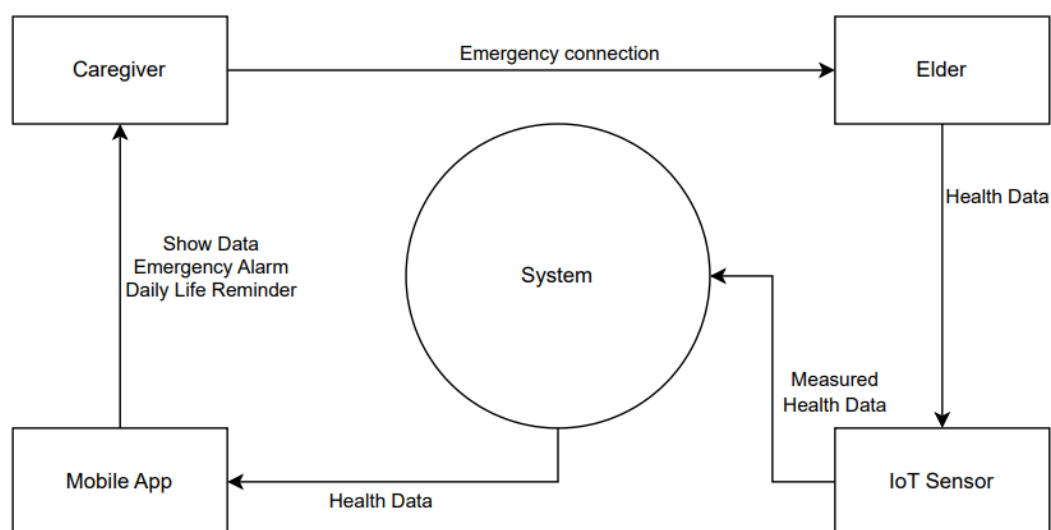 Caregiver
Emergency connection
Elder
Health Data
Show Data
Emergency Alarm
Daily Life Reminder
System
Measured
Health Data
Mobile App
Health Data
IoT Sensor